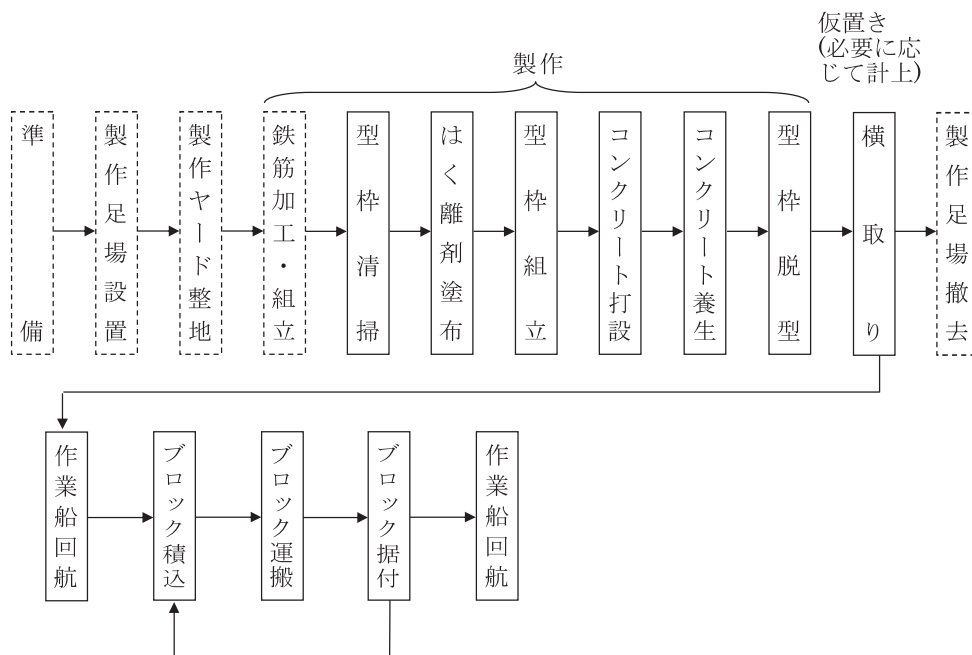 仮置き
(必要に応
じて計上)
製作
準備
製作足場設置
製作ヤード整地
鉄筋加工・組立
型枠清掃
はく離剤塗布
型枠組立
コンクリート打設
コンクリート養生
型枠脱型
横取り
製作足場撤去
作業船回航
ブロック積込
ブロック運搬
ブロック据付
作業船回航